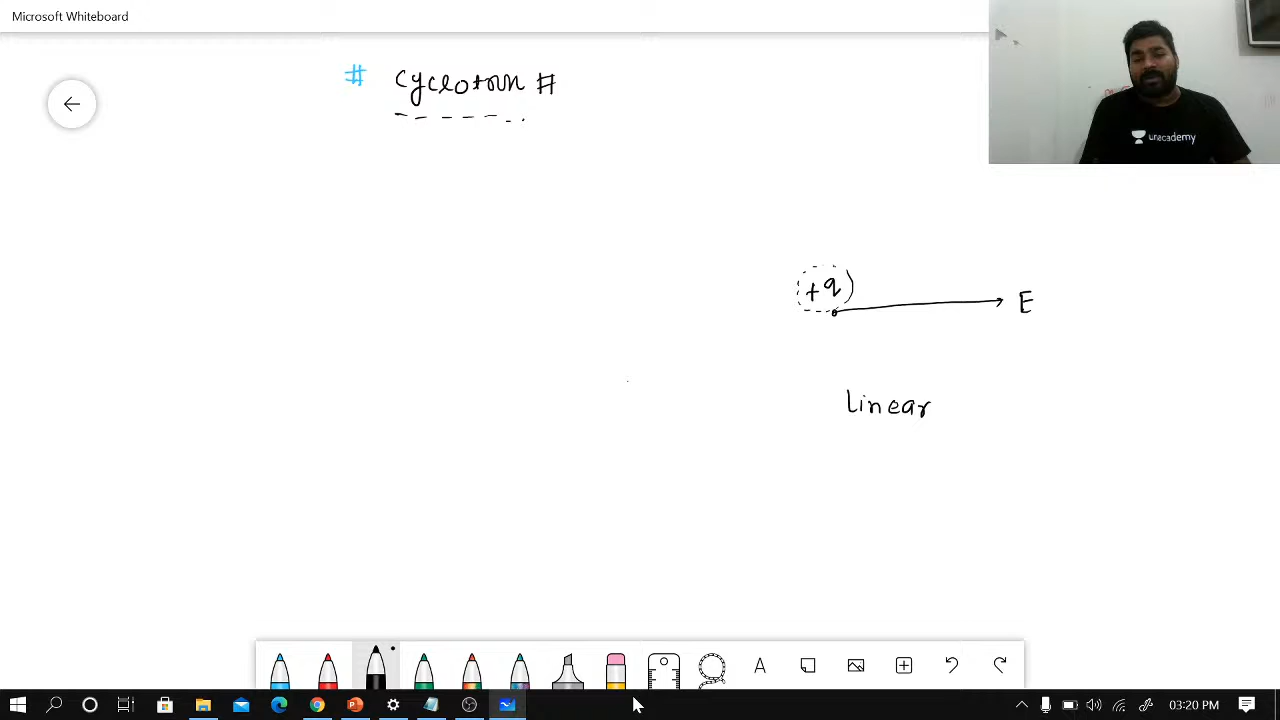 Microsoft Whiteboard
# Cyclotron #
unacademy
+q
E
Linear
A
03:20 PM